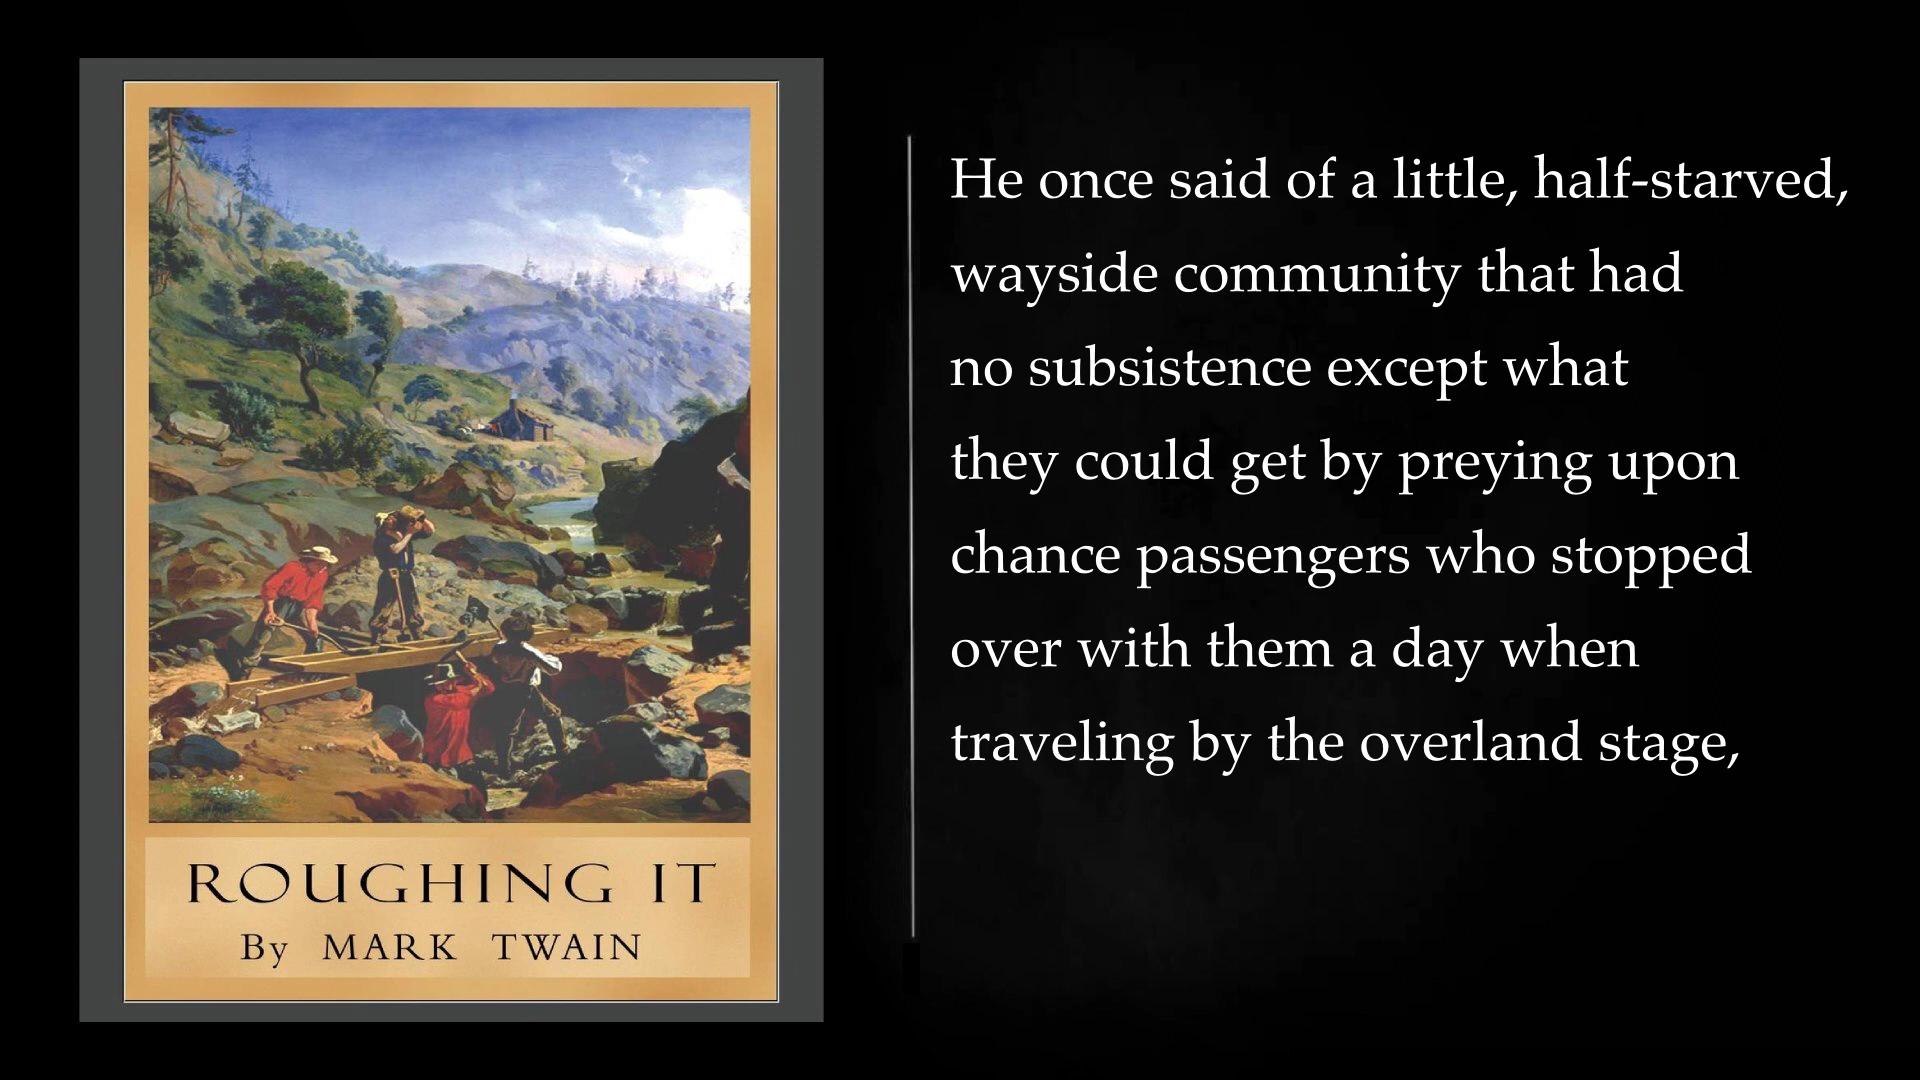 ROUGHING IT
By MARK TWAIN
He once said of a little, half-starved,
wayside community that had
no subsistence except what
they could get by preying upon
chance passengers who stopped
over with them a day when
traveling by the overland stage,